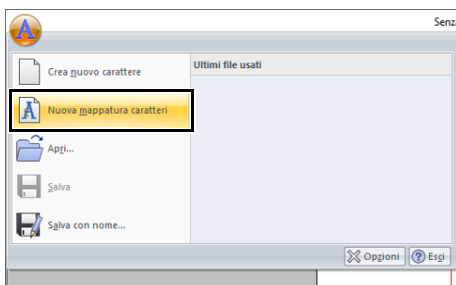 Senz
Crea nuovo carattere
Ultimi file usati
Nuova mappatura caratteri
Apri...
Salva
Salva con nome...
Opzioni
Esci